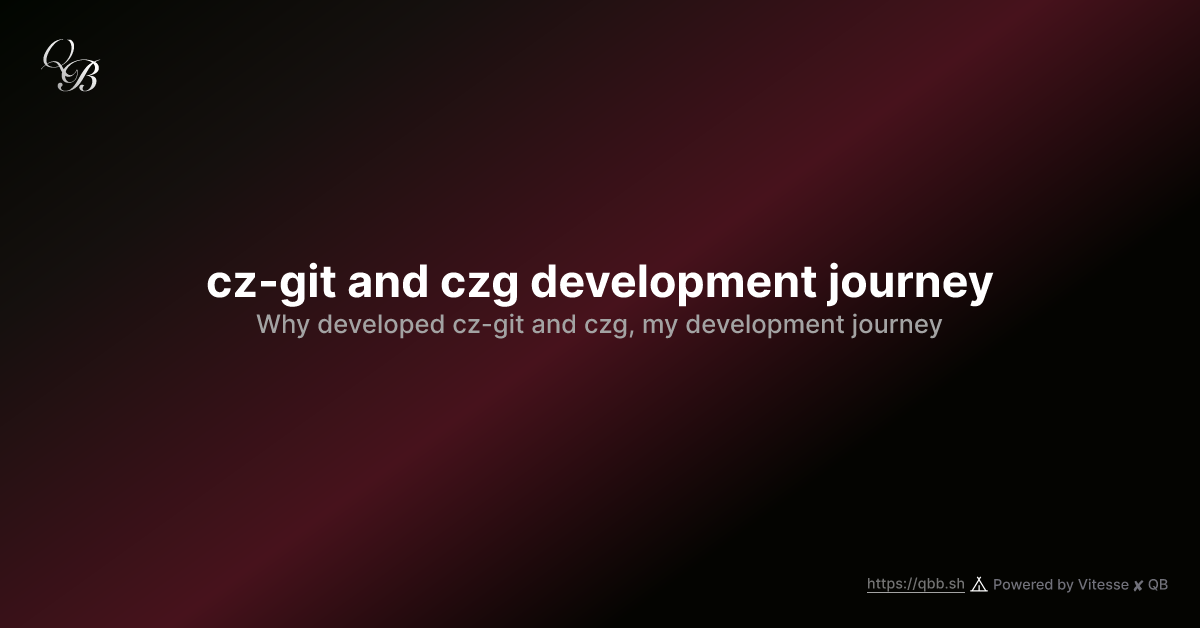 QB
cz-git and czg development journey
Why developed cz-git and czg, my development journey
https://qbb.sh Powered by Vitesse ✘ QB